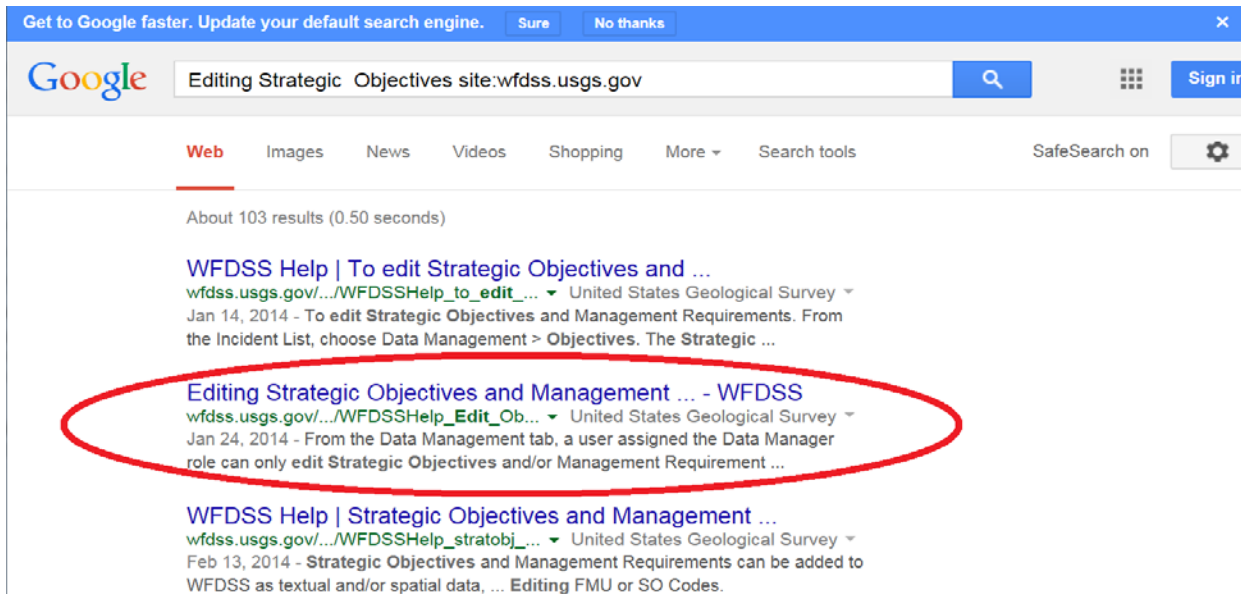 Get to Google faster. Update your default search engine. Sure No thanks ×
Google Editing Strategic  Objectives site:wfdss.usgs.gov Sign in
Web Images News Videos Shopping More Search tools SafeSearch on
About 103 results (0.50 seconds)
WFDSS Help | To edit Strategic Objectives and ...
wfdss.usgs.gov/.../WFDSSHelp_to_edit_... United States Geological Survey
Jan 14, 2014 - To edit Strategic Objectives and Management Requirements. From
the Incident List, choose Data Management > Objectives. The Strategic ...
Editing Strategic Objectives and Management ... - WFDSS
wfdss.usgs.gov/.../WFDSSHelp_Edit_Ob... United States Geological Survey
Jan 24, 2014 - From the Data Management tab, a user assigned the Data Manager
role can only edit Strategic Objectives and/or Management Requirement ...
WFDSS Help | Strategic Objectives and Management ...
wfdss.usgs.gov/.../WFDSSHelp_stratobj_... United States Geological Survey
Feb 13, 2014 - Strategic Objectives and Management Requirements can be added to
WFDSS as textual and/or spatial data, ... Editing FMU or SO Codes.